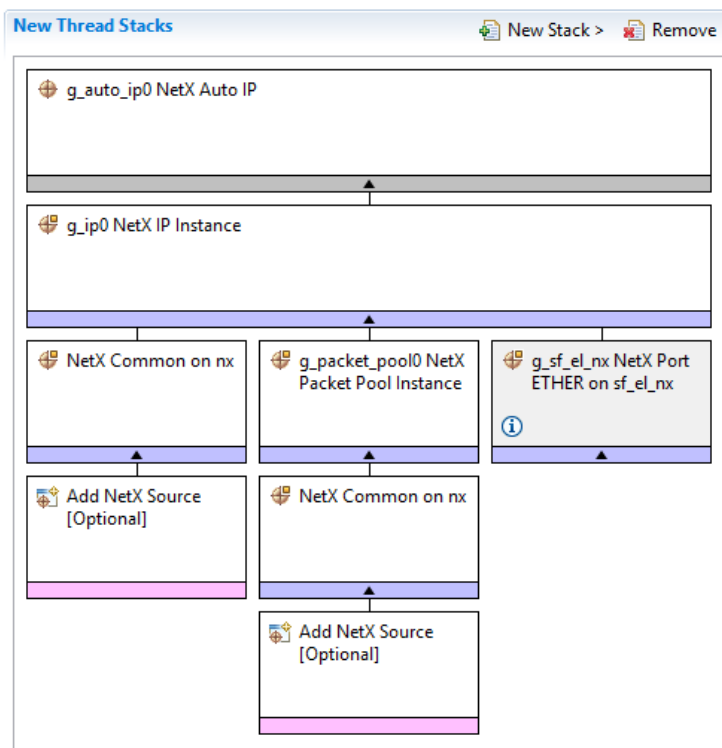 New Thread Stacks
New Stack >
Remove
g_auto_ip0 NetX Auto IP
g_ip0 NetX IP Instance
NetX Common on nx
g_packet_pool0 NetX
Packet Pool Instance
g_sf_el_nx NetX Port
ETHER on sf_el_nx
Add NetX Source
[Optional]
NetX Common on nx
Add NetX Source
[Optional]